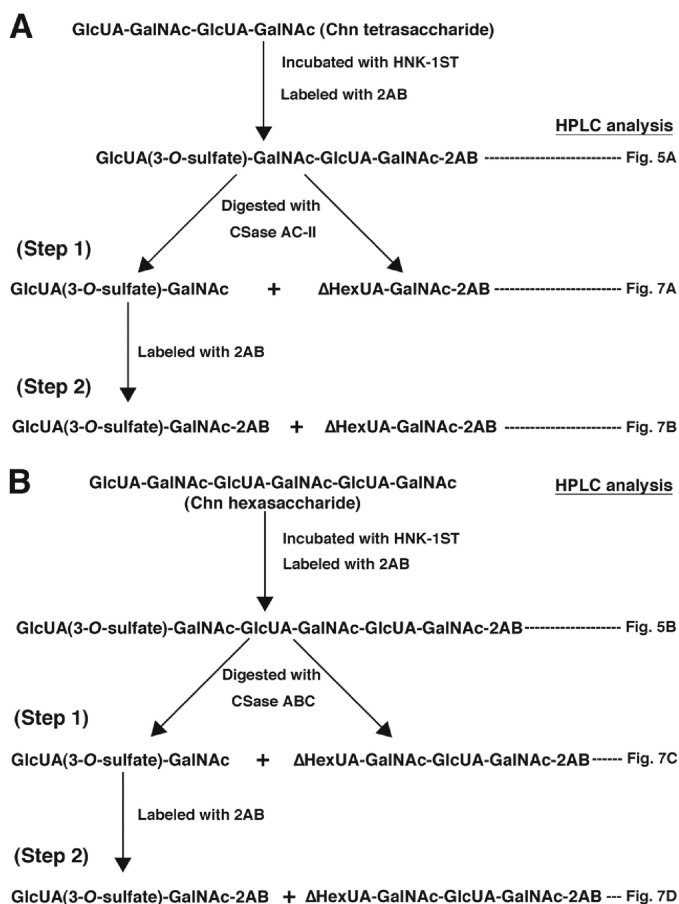 A
GlcUA-GalNAc-GlcUA-GalNAc (Chn tetrasaccharide)
Incubated with HNK-1ST
Labeled with 2AB
HPLC analysis
GlcUA(3-O-sulfate)-GalNAc-GlcUA-GalNAc-2AB --------------------------- Fig. 5A
Digested with
CSase AC-II
(Step 1)
GlcUA(3-O-sulfate)-GalNAc + ΔHexUA-GalNAc-2AB ------------------------- Fig. 7A
Labeled with 2AB
(Step 2)
GlcUA(3-O-sulfate)-GalNAc-2AB + ΔHexUA-GalNAc-2AB ----------------------- Fig. 7B
B
GlcUA-GalNAc-GlcUA-GalNAc-GlcUA-GalNAc
(Chn hexasaccharide)
HPLC analysis
Incubated with HNK-1ST
Labeled with 2AB
GlcUA(3-O-sulfate)-GalNAc-GlcUA-GalNAc-GlcUA-GalNAc-2AB ------------------- Fig. 5B
Digested with
CSase ABC
(Step 1)
GlcUA(3-O-sulfate)-GalNAc + ΔHexUA-GalNAc-GlcUA-GalNAc-2AB ------ Fig. 7C
Labeled with 2AB
(Step 2)
GlcUA(3-O-sulfate)-GalNAc-2AB + ΔHexUA-GalNAc-GlcUA-GalNAc-2AB --- Fig. 7D